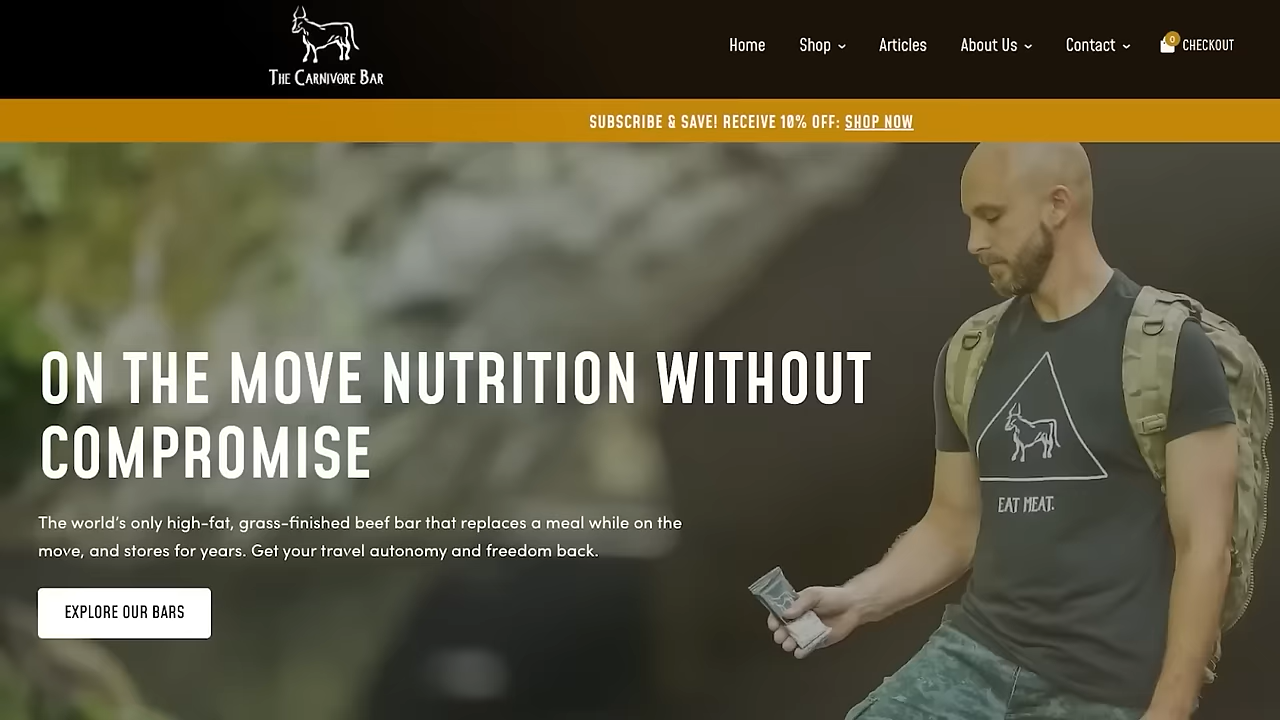 THE CARNIVORE BAR
Home
Shop
Articles
About Us
Contact
0
CHECKOUT
SUBSCRIBE & SAVE! RECEIVE 10% OFF: SHOP NOW
ON THE MOVE NUTRITION WITHOUT
COMPROMISE
The world's only high-fat, grass-finished beef bar that replaces a meal while on the
move, and stores for years. Get your travel autonomy and freedom back.
EXPLORE OUR BARS
EAT MEAT.